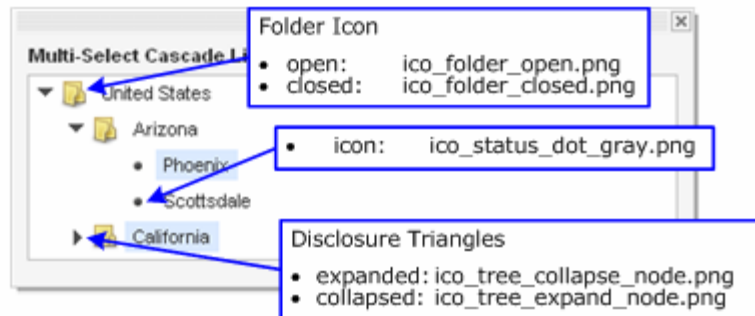 Folder Icon
• open: ico_folder_open.png
• closed: ico_folder_closed.png
Multi-Select Cascade
United States
Arizona
• icon: ico_status_dot_gray.png
• Phoenix
• Scottsdale
California
Disclosure Triangles
• expanded: ico_tree_collapse_node.png
• collapsed: ico_tree_expand_node.png